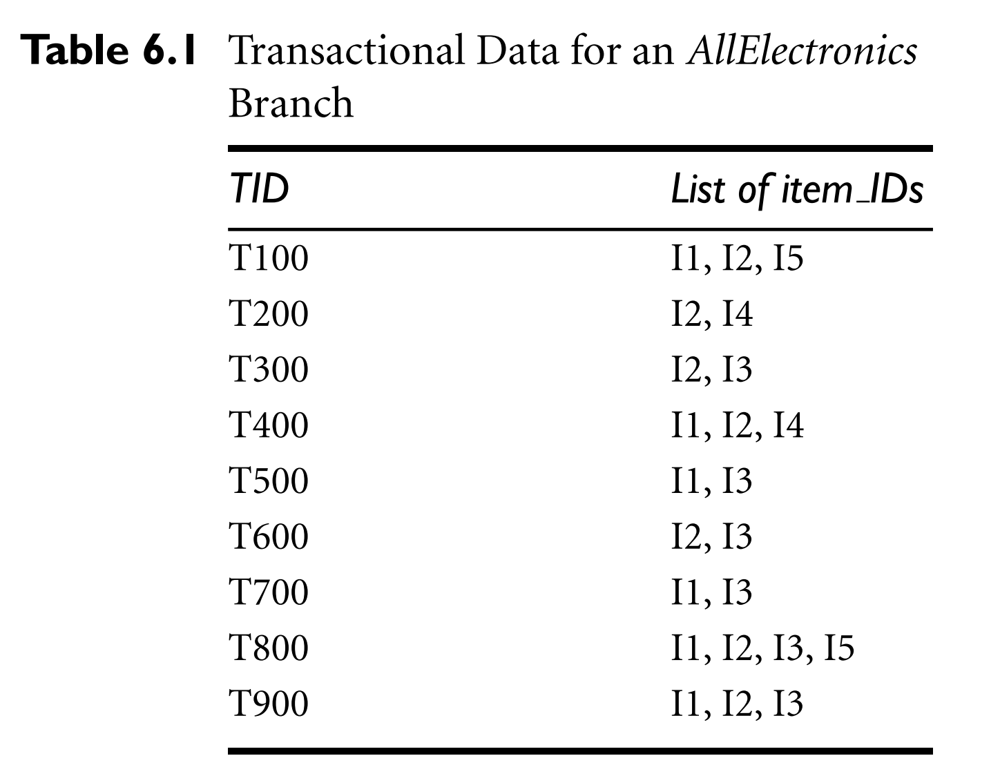 Table 6.1 Transactional Data for an AllElectronics
Branch
TID List of item_IDs
T100 I1, I2, I5
T200 I2, I4
T300 I2, I3
T400 I1, I2, I4
T500 I1, I3
T600 I2, I3
T700 I1, I3
T800 I1, I2, I3, I5
T900 I1, I2, I3